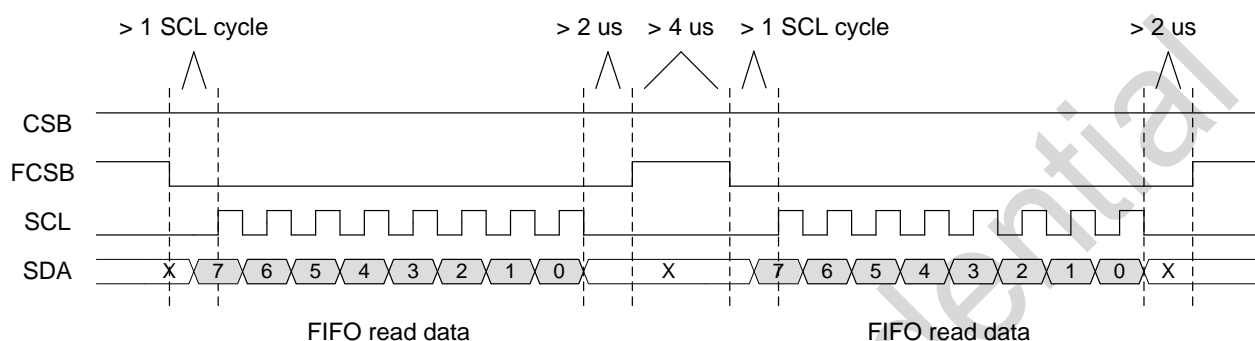 > 1 SCL cycle > 2 us > 4 us > 1 SCL cycle > 2 us
CSB
FCSB
SCL
SDA X 7 6 5 4 3 2 1 0 X 7 6 5 4 3 2 1 0 X
FIFO read data FIFO read data